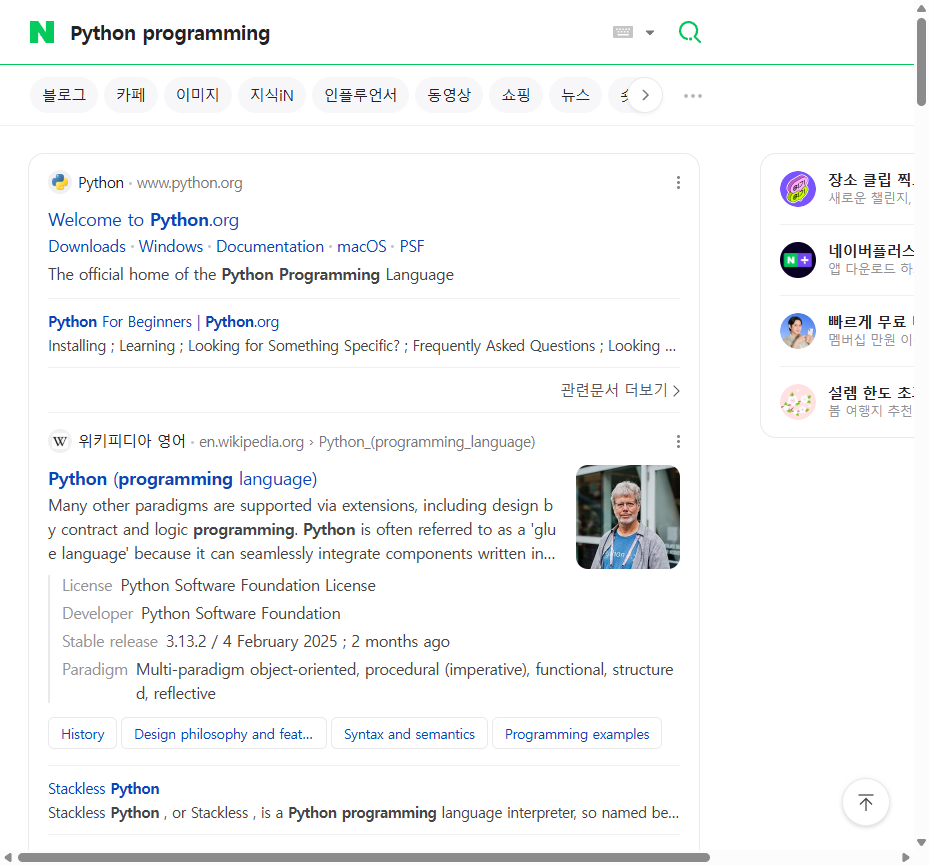 N Python programming
블로그 카페 이미지 지식iN 인플루언서 동영상 쇼핑 뉴스
Python · www.python.org
Welcome to Python.org
Downloads · Windows · Documentation · macOS · PSF
The official home of the Python Programming Language
Python For Beginners | Python.org
Installing ; Learning ; Looking for Something Specific? ; Frequently Asked Questions ; Looking ...
관련문서 더보기
W 위키피디아 영어 · en.wikipedia.org › Python_(programming_language)
Python (programming language)
Many other paradigms are supported via extensions, including design b
y contract and logic programming. Python is often referred to as a 'glu
e language' because it can seamlessly integrate components written in...
License Python Software Foundation License
Developer Python Software Foundation
Stable release 3.13.2 / 4 February 2025 ; 2 months ago
Paradigm Multi-paradigm object-oriented, procedural (imperative), functional, structure
d, reflective
History Design philosophy and feat... Syntax and semantics Programming examples
Stackless Python
Stackless Python , or Stackless , is a Python programming language interpreter, so named be...
장소 클립 찍
새로운 챌린지,
N+ 네이버플러스
앱 다운로드 하
빠르게 무료
멤버십 만원 이
설렘 한도 초
봄 여행지 추천